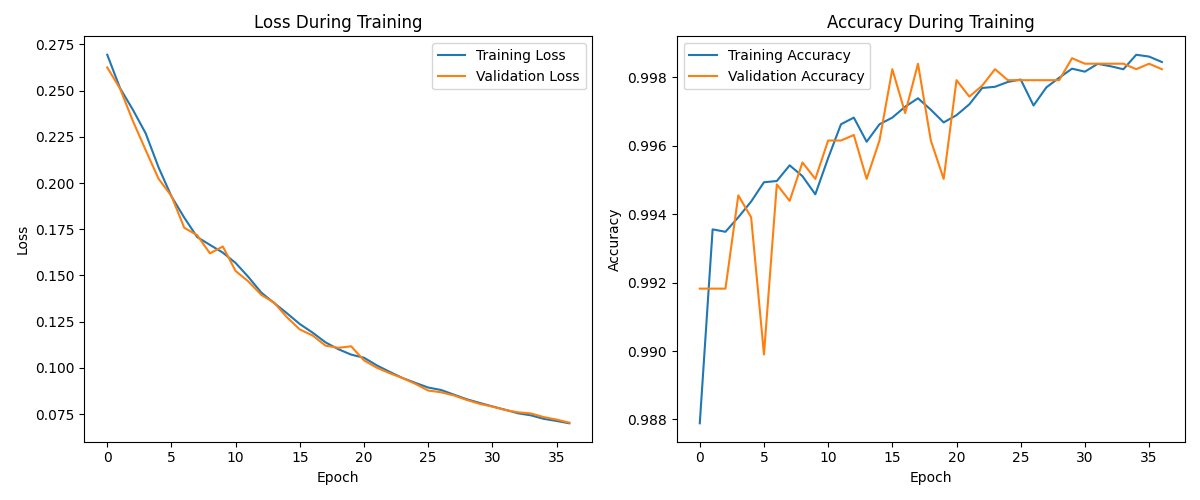 Loss During Training
0.275
0.250
0.225
0.200
0.175
0.150
0.125
0.100
0.075
Loss
Training Loss
Validation Loss
0 5 10 15 20 25 30 35
Epoch
Accuracy During Training
0.998
0.996
0.994
0.992
0.990
0.988
Accuracy
Training Accuracy
Validation Accuracy
0 5 10 15 20 25 30 35
Epoch